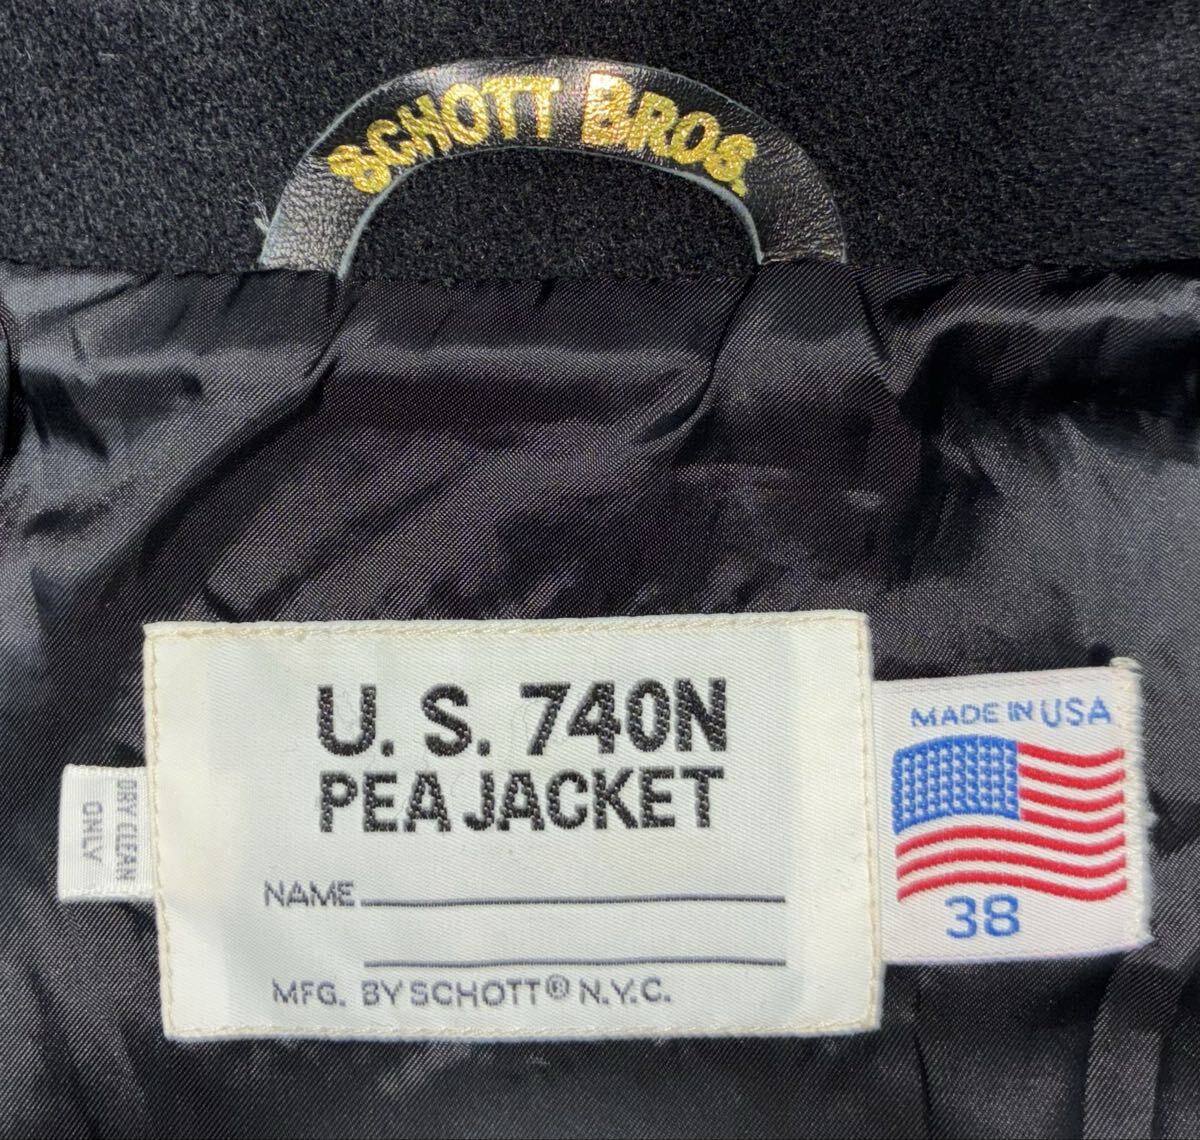 SCHOTT BROS.
U. S. 740N
PEA JACKET
NAME
MFG. BY SCHOTT® N.Y.C.
DRY CLEAN
ONLY
MADE IN USA
38